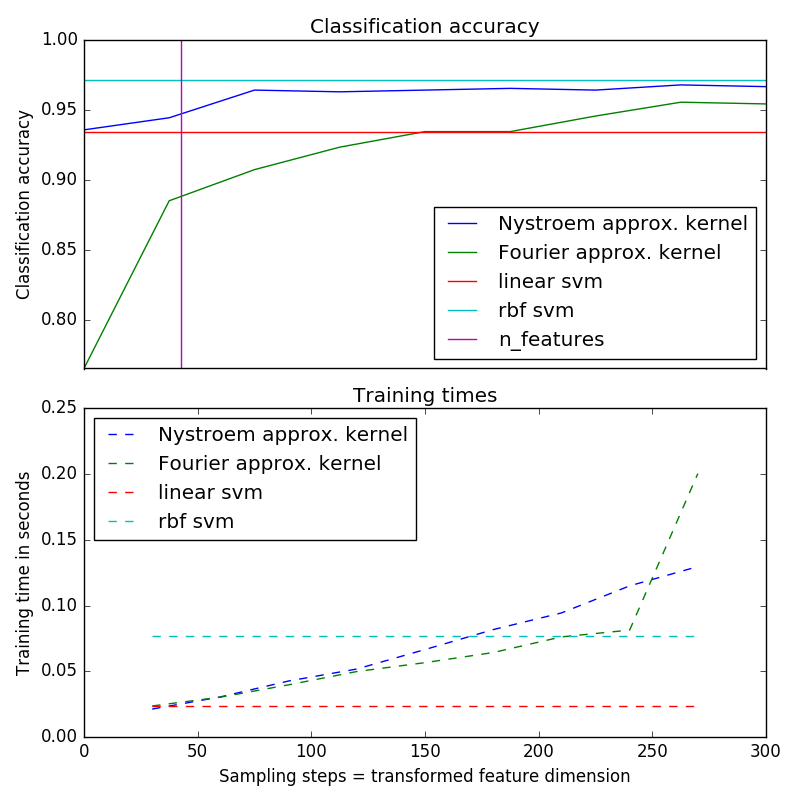 Classification accuracy
1.00
0.95
0.90
0.85
0.80
Classification accuracy
Nystroem approx. kernel
Fourier approx. kernel
linear svm
rbf svm
n_features
Training times
0.25
0.20
0.15
0.10
0.05
0.00
Training time in seconds
Nystroem approx. kernel
Fourier approx. kernel
linear svm
rbf svm
0 50 100 150 200 250 300
Sampling steps = transformed feature dimension